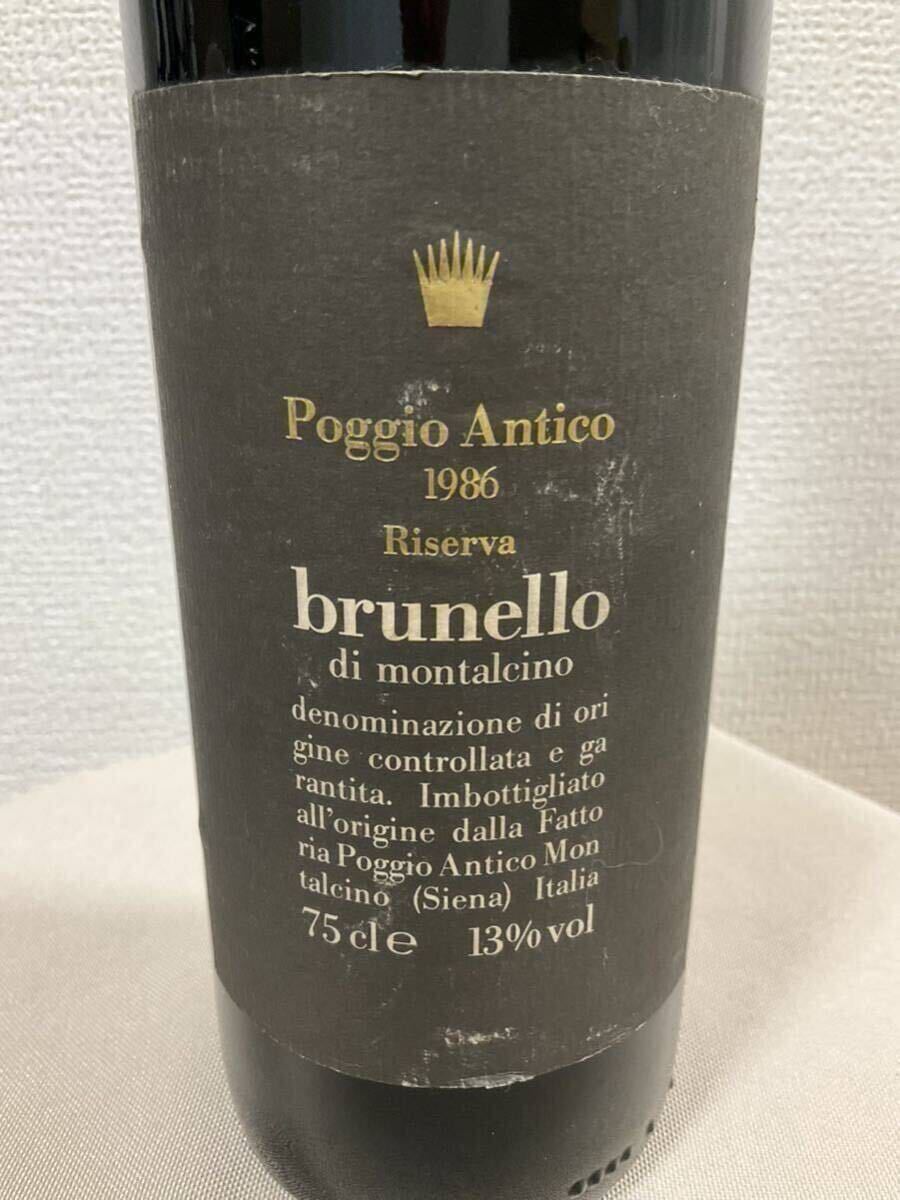 Poggio Antico
1986
Riserva
brunello
di montalcino
denominazione di ori
gine controllata e ga
rantita. Imbottigliato
all'origine dalla Fatto
ria Poggio Antico Mon
talcino (Siena) Italia
75 cl e 13% vol